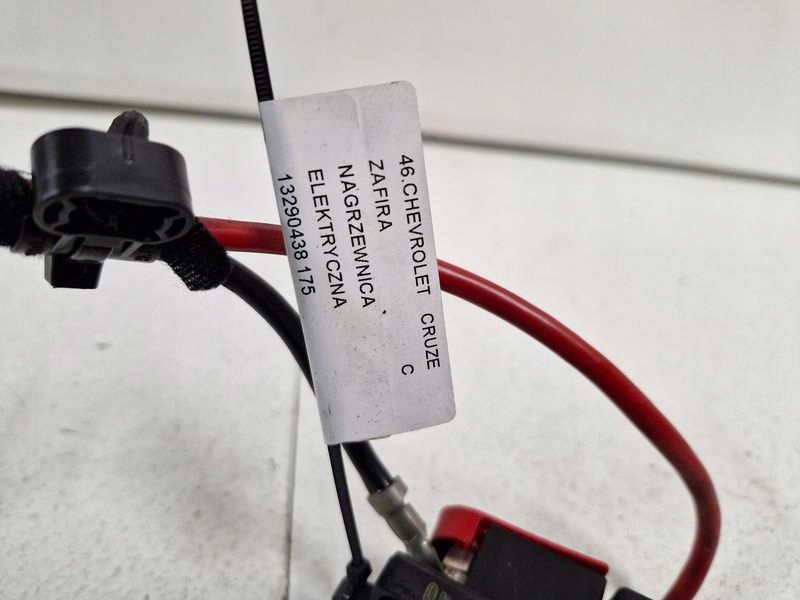 46.CHEVROLET CRUZE
ZAFIRA C
NAGRZEWNICA
ELEKTRYCZNA
13290438 175